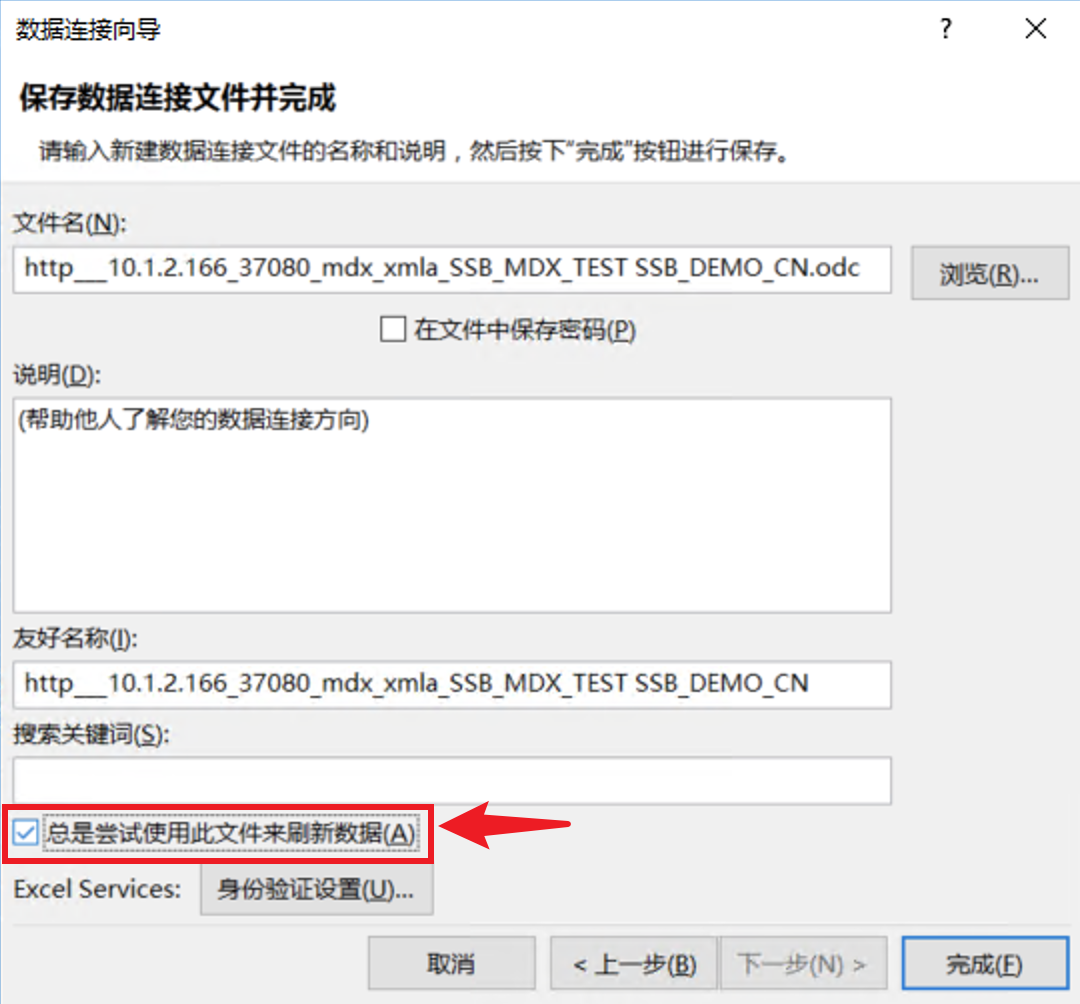 数据连接向导
?
保存数据连接文件并完成
请输入新建数据连接文件的名称和说明，然后按下“完成”按钮进行保存。
文件名(N):
http___10.1.2.166_37080_mdx_xmla_SSB_MDX_TEST SSB_DEMO_CN.odc
浏览(R)...
在文件中保存密码(P)
说明(D):
(帮助他人了解您的数据连接方向)
友好名称(I):
http___10.1.2.166_37080_mdx_xmla_SSB_MDX_TEST SSB_DEMO_CN
搜索关键词(S):
总是尝试使用此文件来刷新数据(A)
Excel Services: 身份验证设置(U)...
取消 < 上一步(B) 下一步(N) > 完成(F)